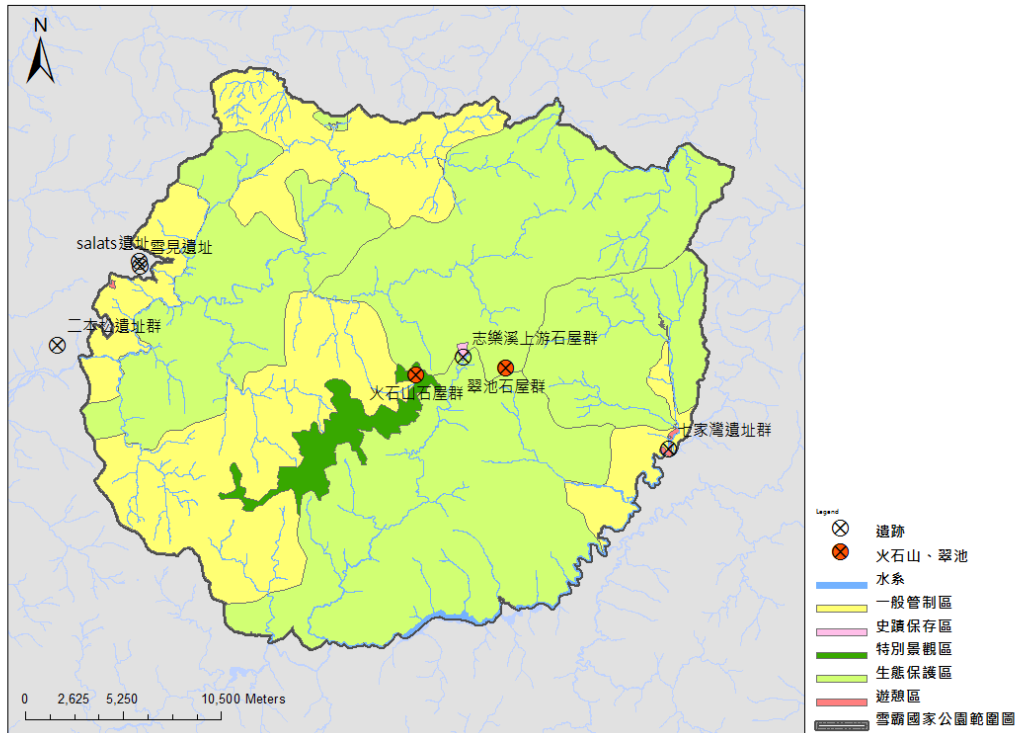 N
salats遺址
雪見遺址
二本松遺址群
志樂溪上游石屋群
火石山石屋群
翠池石屋群
七家灣遺址群
0 2,625 5,250 10,500 Meters
Legend
遺跡
火石山、翠池
水系
一般管制區
史蹟保存區
特別景觀區
生態保護區
遊憩區
雪霸國家公園範圍圖